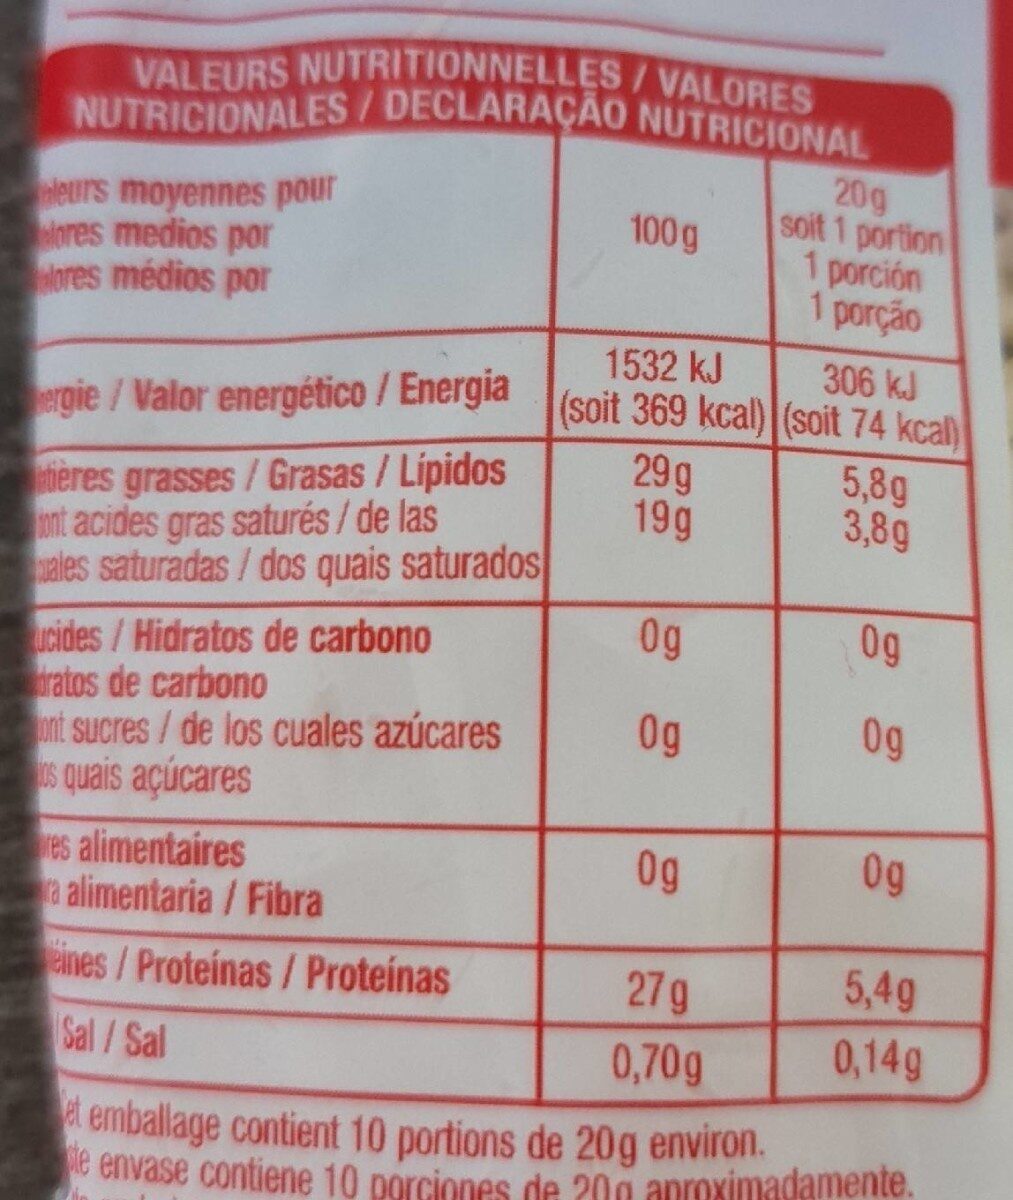 VALEURS NUTRITIONNELLES / VALORES
NUTRICIONALES / DECLARAÇÃO NUTRICIONAL
moyennes pour
medios por
médios por
100g
20g
soit 1 portion
1 porción
1 porção
/ Valor energético / Energia
1532 kJ
(soit 369 kcal)
306 kJ
(soit 74 kcal)
grasses / Grasas / Lípidos
29g
5,8g
acides gras saturés / de las
19g
3,8g
saturadas / dos quais saturados
/ Hidratos de carbono
0g
0g
de carbono
sucres / de los cuales azúcares
0g
0g
quais açúcares
alimentaires
alimentaria / Fibra
0g
0g
/ Proteínas / Proteínas
27g
5,4g
Sal / Sal
0,70g
0,14g
emballage contient 10 portions de 20g environ.
envase contiene 10 porciones de 20g aproximadamente.